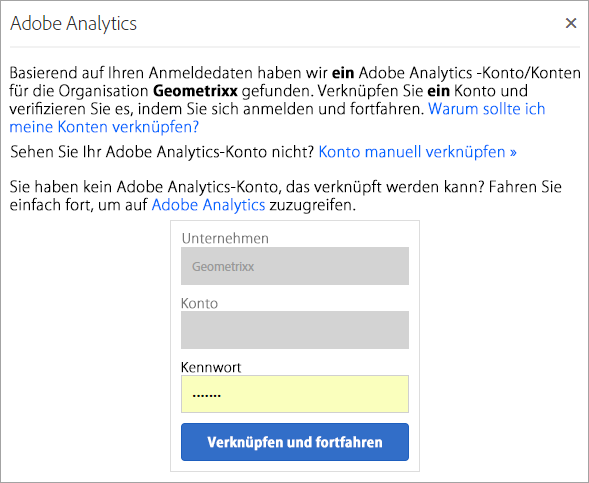 Adobe Analytics
Basierend auf Ihren Anmeldedaten haben wir ein Adobe Analytics -Konto/Konten
für die Organisation Geometrixx gefunden. Verknüpfen Sie ein Konto und
verifizieren Sie es, indem Sie sich anmelden und fortfahren. Warum sollte ich
meine Konten verknüpfen?
Sehen Sie Ihr Adobe Analytics-Konto nicht? Konto manuell verknüpfen »
Sie haben kein Adobe Analytics-Konto, das verknüpft werden kann? Fahren Sie
einfach fort, um auf Adobe Analytics zuzugreifen.
Unternehmen
Geometrixx
Konto
Kennwort
•••••••
Verknüpfen und fortfahren